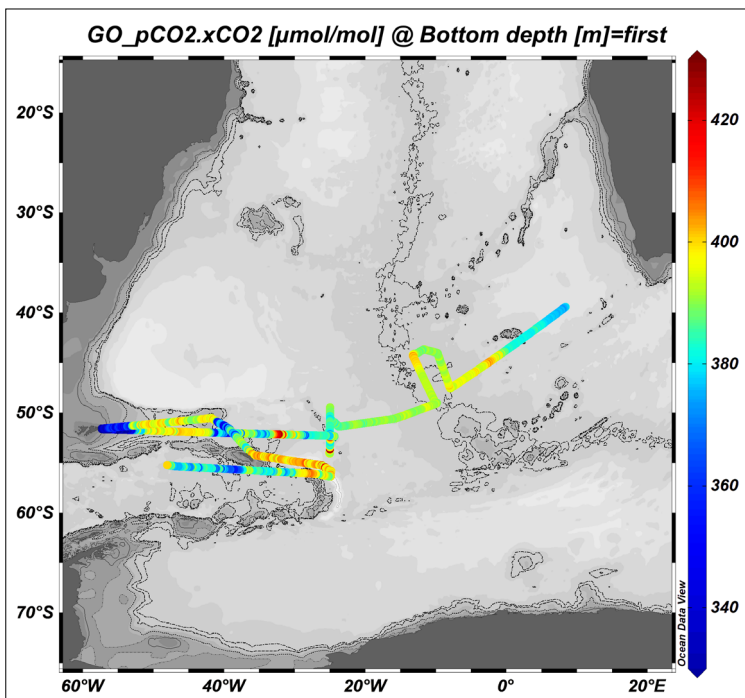 GO_pCO2.xCO2 [µmol/mol] @ Bottom depth [m]=first
20°S
30°S
40°S
50°S
60°S
70°S
60°W
40°W
20°W
0°
20°E
420
400
380
360
340
Ocean Data View